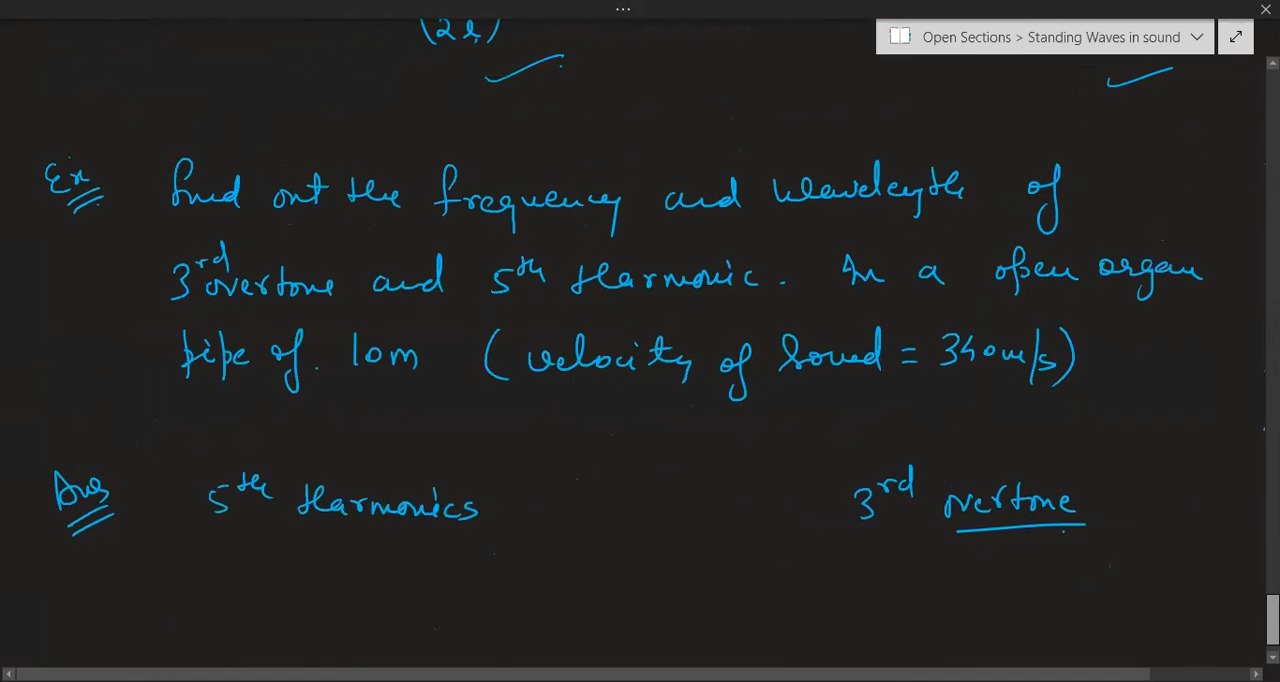 (2l)
Open Sections > Standing Waves in sound
Ex find out the frequency and wavelength of
3rd overtone and 5th Harmonic. In a open organ
pipe of. 10m (velocity of sound = 340m/s)
Ans 5th Harmonics 3rd overtone